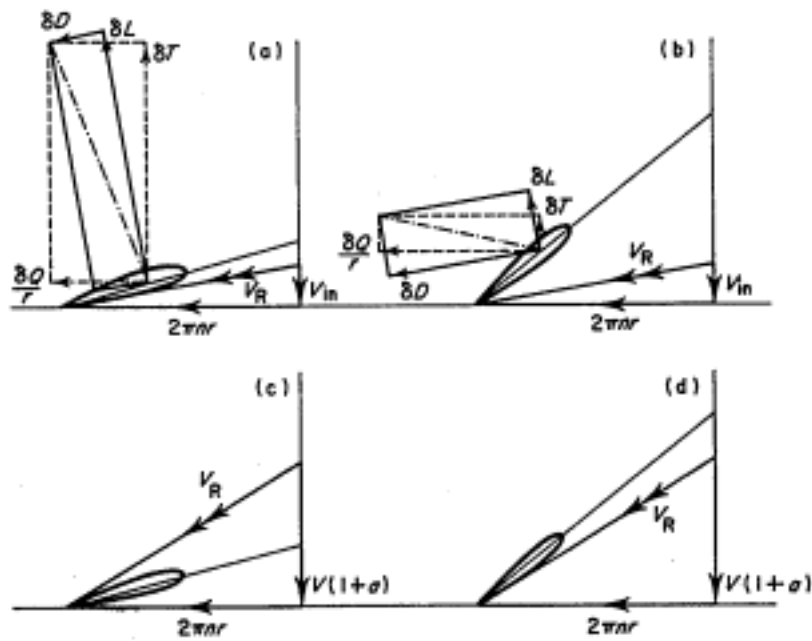 δD δL (a)
δT
δQ/r
V_R V_in
2πnr
(b)
δL
δT
δQ/r
δD
V_R V_in
2πnr
(c)
V_R
V(1+a)
2πnr
(d)
V_R
V(1+a)
2πnr